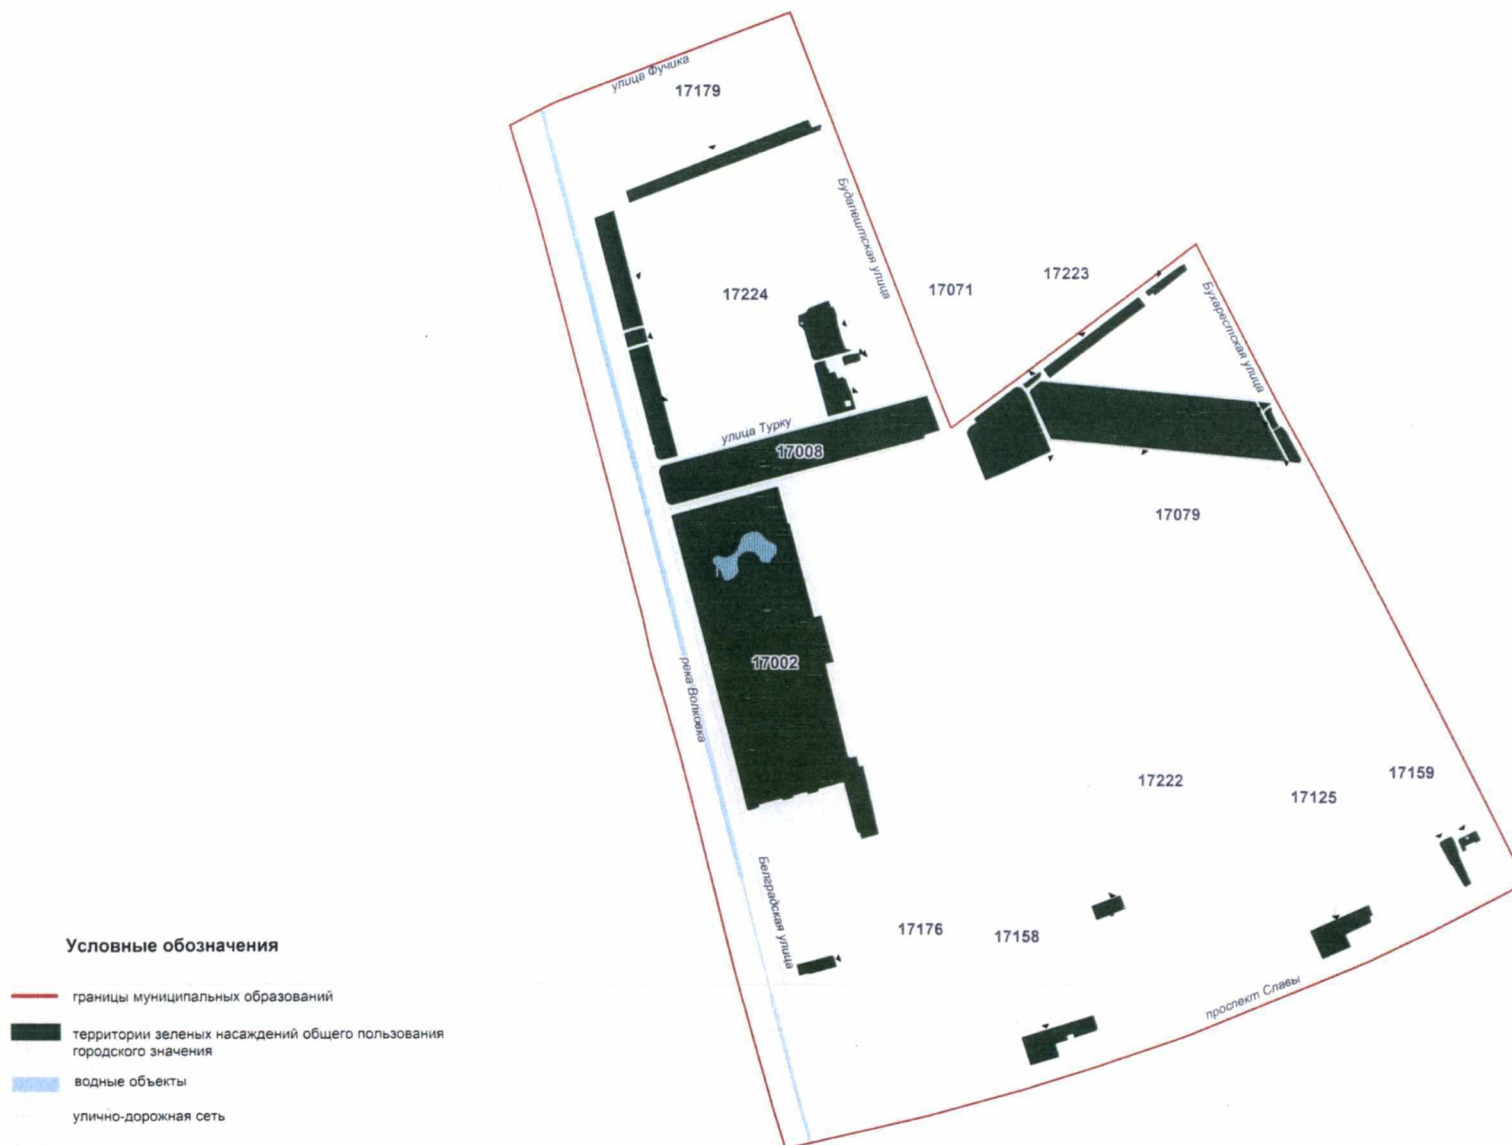 улица Фучика
17179
Будапештская улица
17224
17071
17223
Бухарестская улица
улица Турку
17008
17079
17002
река Волковка
17222
17125
17159
Белградская улица
17176
17158
проспект Славы
Условные обозначения
границы муниципальных образований
территории зеленых насаждений общего пользования
городского значения
водные объекты
улично-дорожная сеть